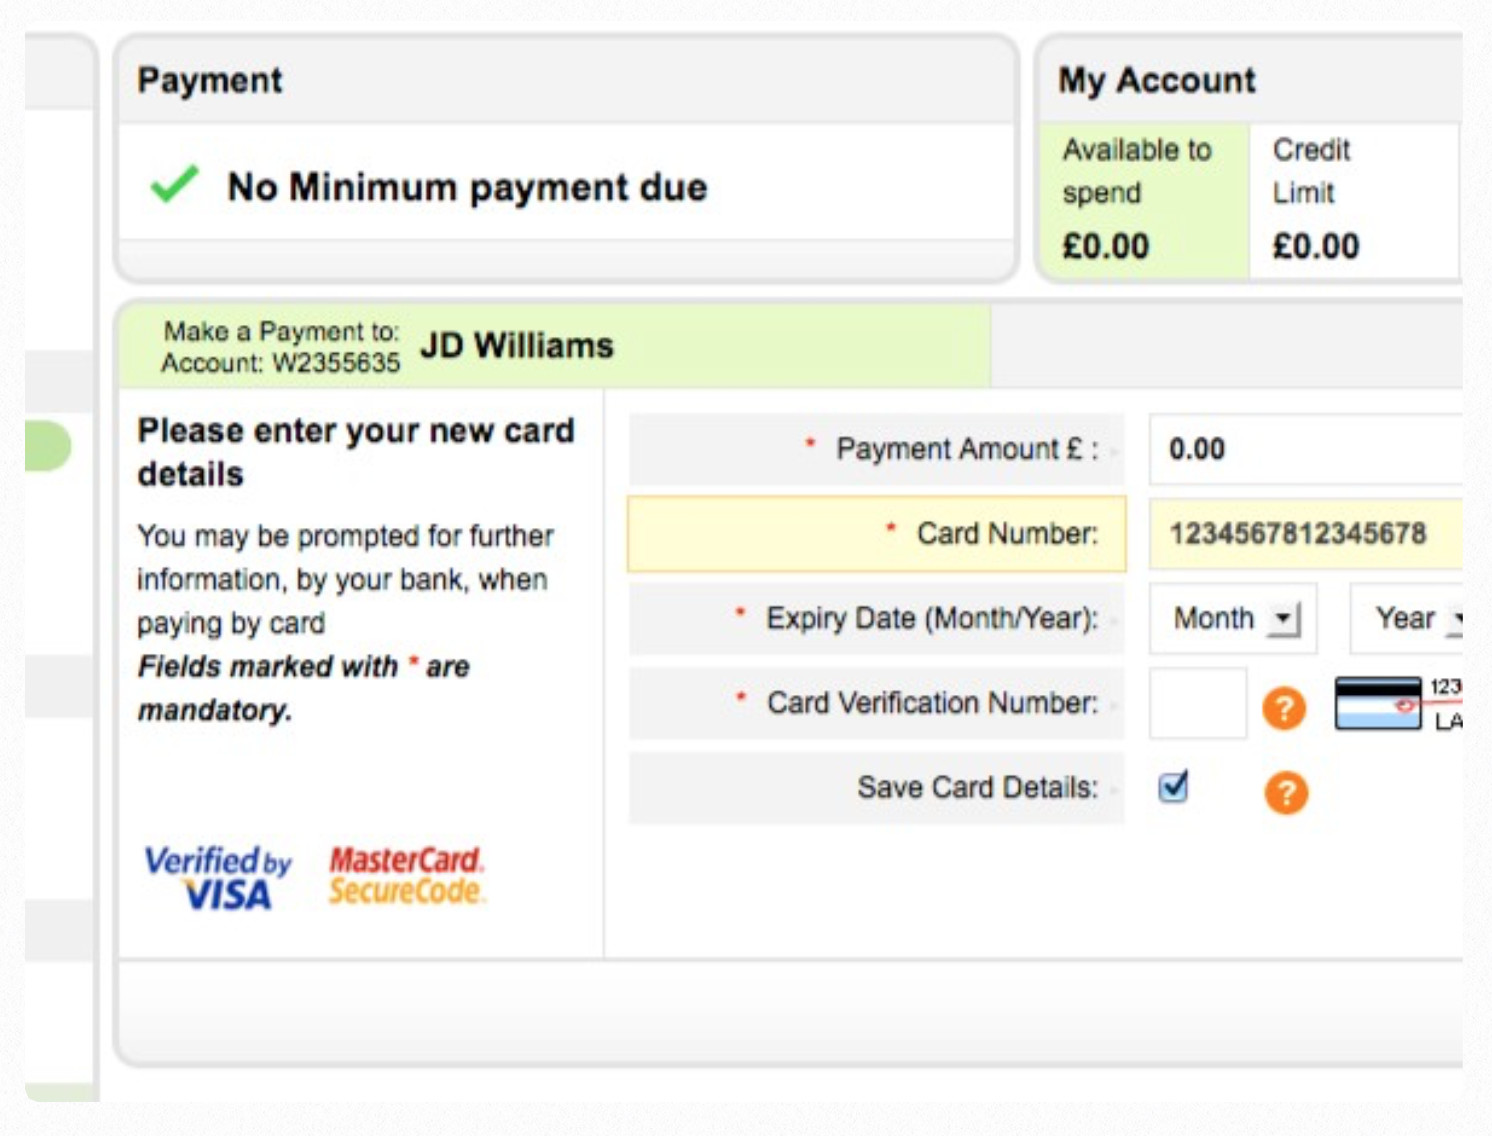 Payment
No Minimum payment due
My Account
Available to
spend
£0.00
Credit
Limit
£0.00
Make a Payment to:
Account: W2355635
JD Williams
Please enter your new card
details
You may be prompted for further
information, by your bank, when
paying by card
Fields marked with * are
mandatory.
Verified by
VISA
MasterCard.
SecureCode.
* Payment Amount £ :
0.00
* Card Number:
1234567812345678
* Expiry Date (Month/Year):
Month
Year
* Card Verification Number:
?
123
LA
Save Card Details:
?